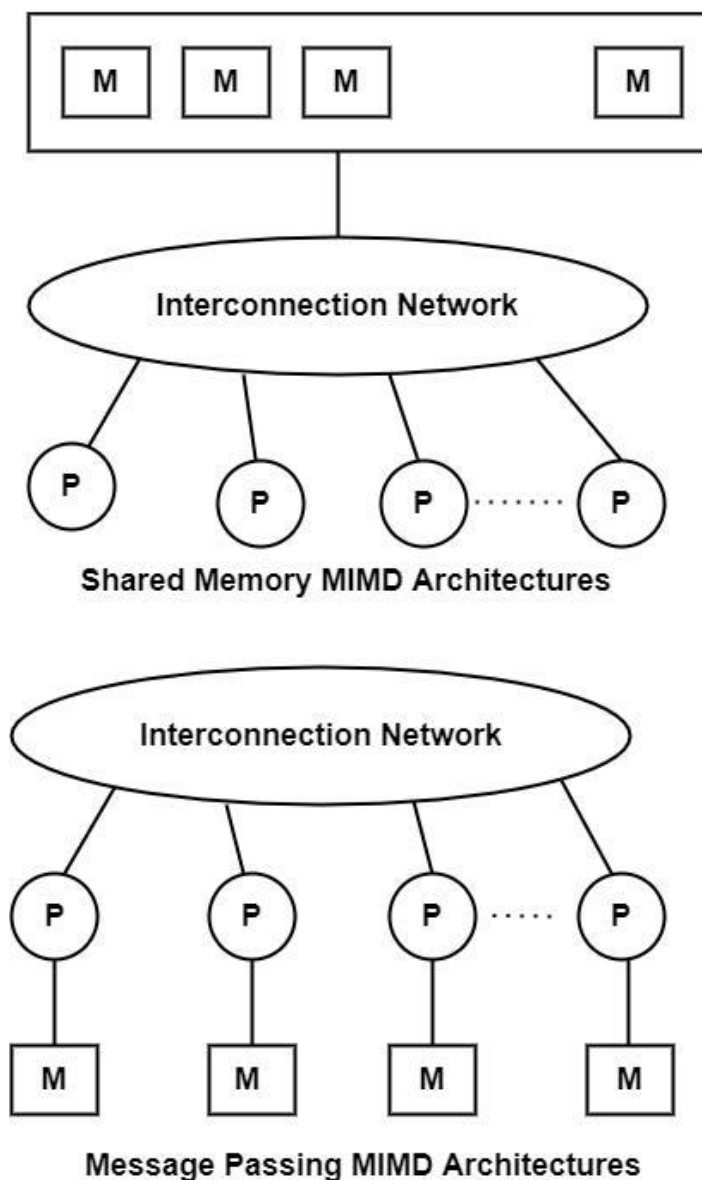 M M M M
Interconnection Network
P P P ....... P
Shared Memory MIMD Architectures
Interconnection Network
P P P ..... P
M M M M
Message Passing MIMD Architectures